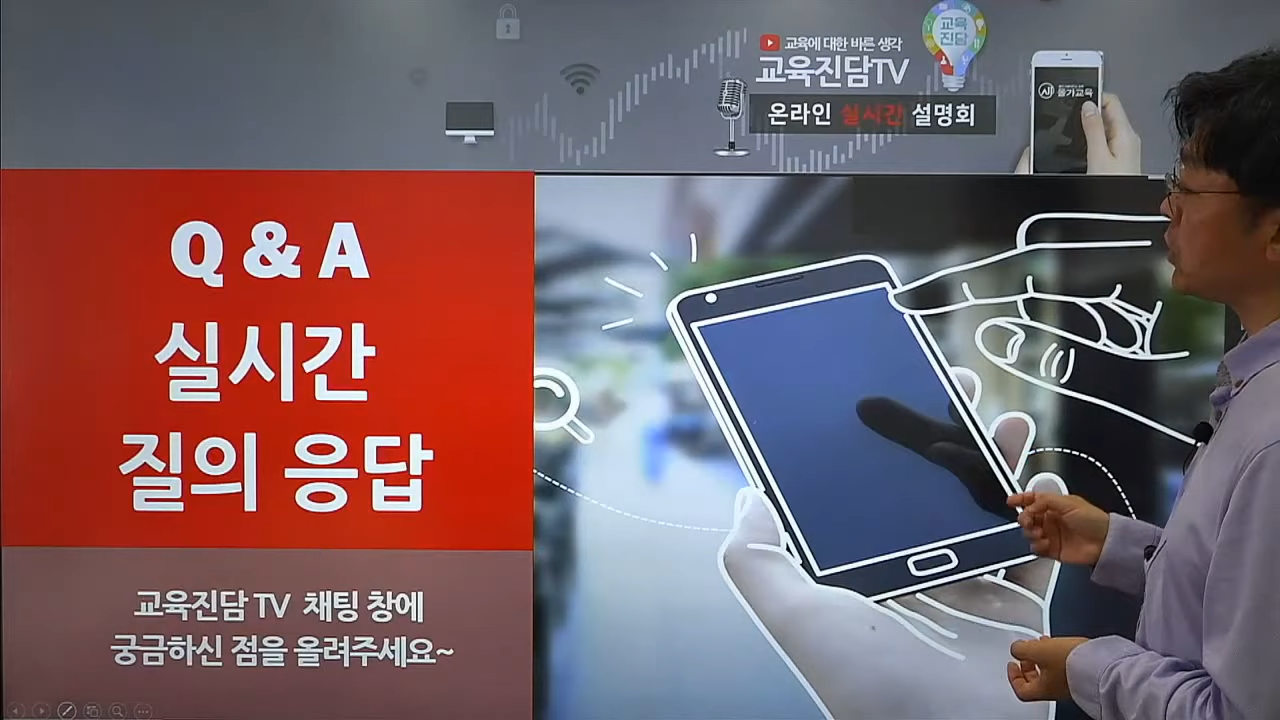 교육에 대한 바른 생각
교육진담TV
온라인 실시간 설명회
교육
진담
Q & A
실시간
질의 응답
교육진담 TV 채팅 창에
궁금하신 점을 올려주세요~